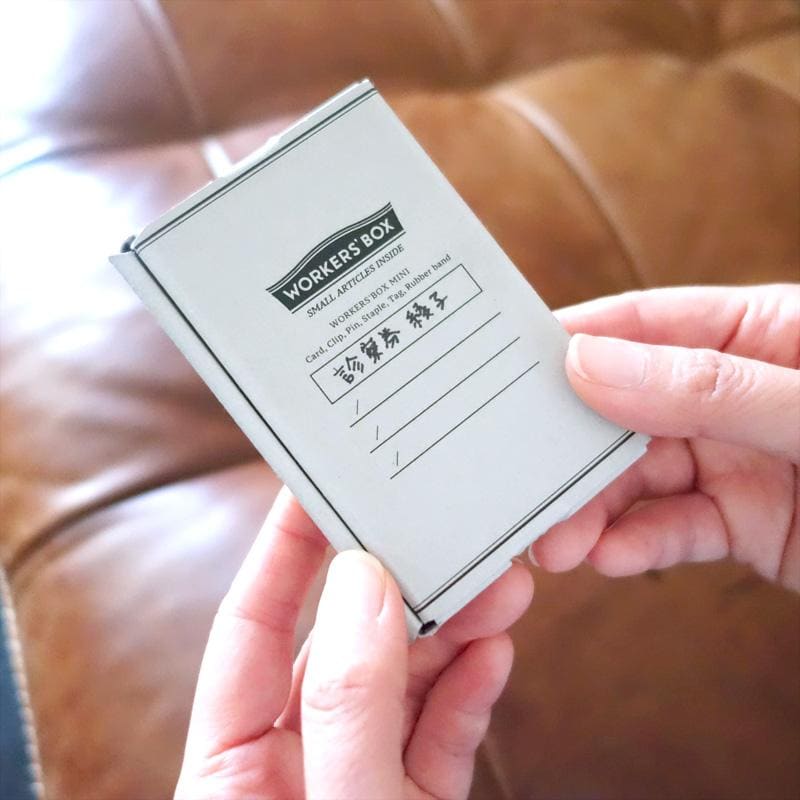 WORKERS' BOX
SMALL ARTICLES INSIDE
WORKERS BOX MINI
Card, Clip, Pin, Staple, Tag, Rubber band
診察券 稜子
/
/
/